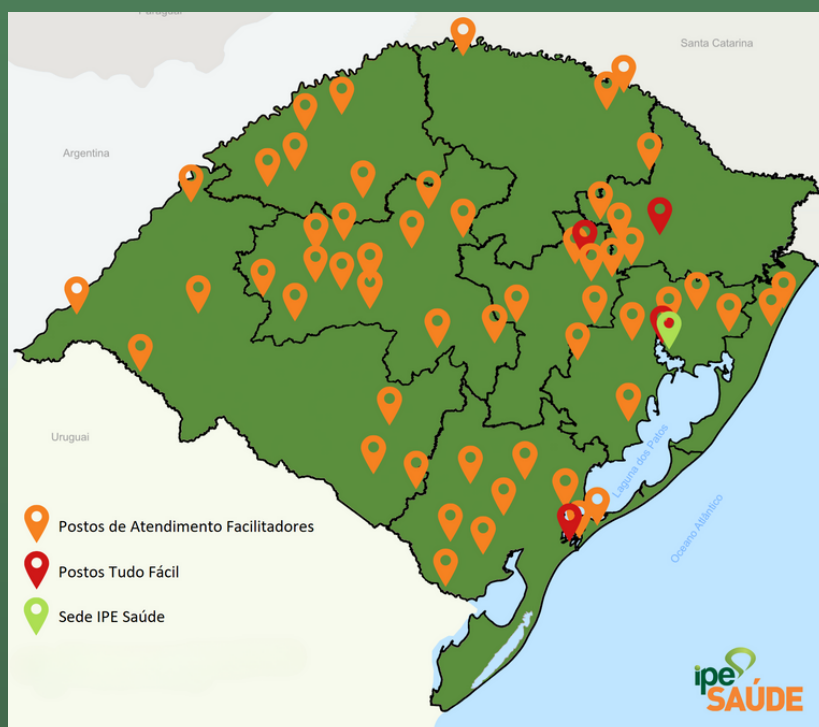 Paraguai
Santa Catarina
Argentina
Uruguai
Laguna dos Patos
Oceano Atlântico
Postos de Atendimento Facilitadores
Postos Tudo Fácil
Sede IPE Saúde
ipe
SAÚDE